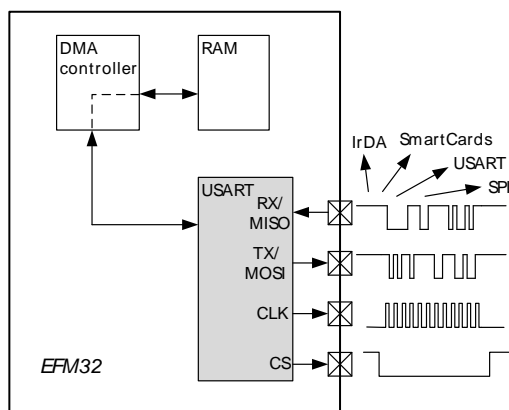 DMA
controller
RAM
IrDA
SmartCards
USART
SPI
USART
RX/
MISO
TX/
MOSI
CLK
CS
EFM32